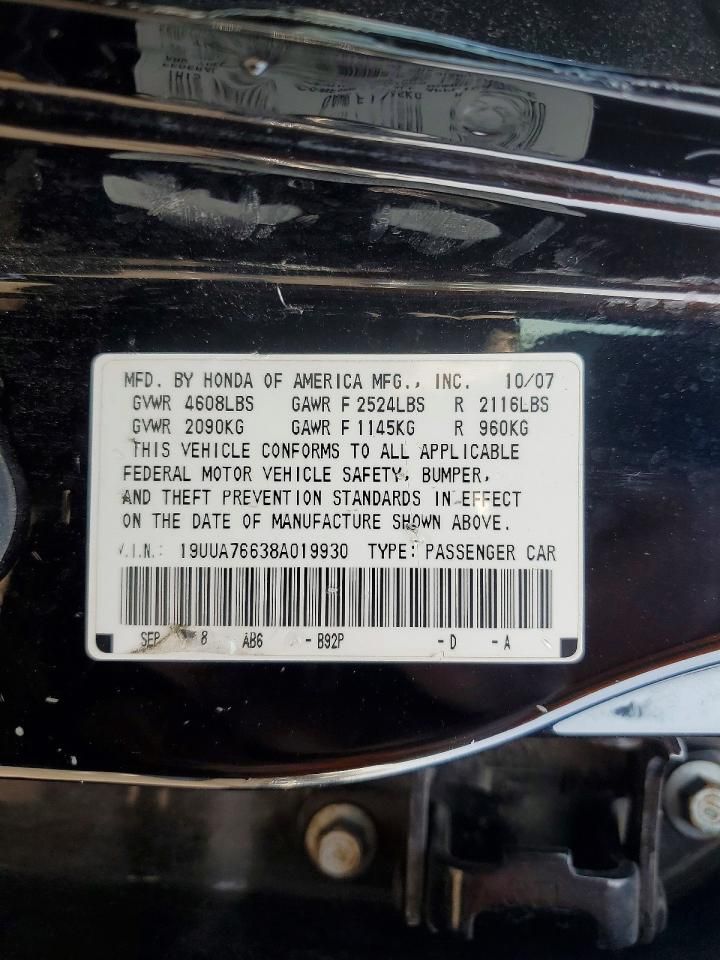 MFD. BY HONDA OF AMERICA MFG., INC. 10/07
GVWR 4608LBS GAWR F 2524LBS R 2116LBS
GVWR 2090KG GAWR F 1145KG R 960KG
THIS VEHICLE CONFORMS TO ALL APPLICABLE
FEDERAL MOTOR VEHICLE SAFETY, BUMPER,
AND THEFT PREVENTION STANDARDS IN EFFECT
ON THE DATE OF MANUFACTURE SHOWN ABOVE.
V.I.N.: 19UUA76638A019930 TYPE: PASSENGER CAR
SEP 8 AB6 - B92P - D - A